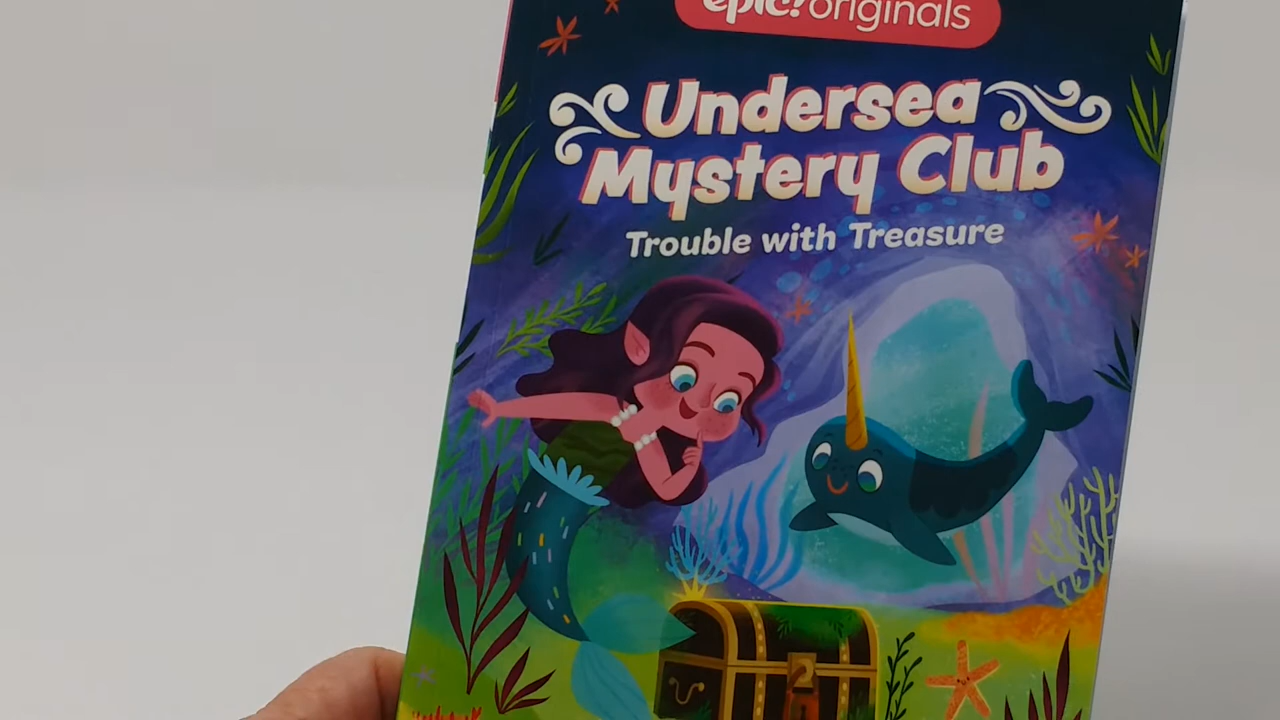 epic! originals
Undersea
Mystery Club
Trouble with Treasure